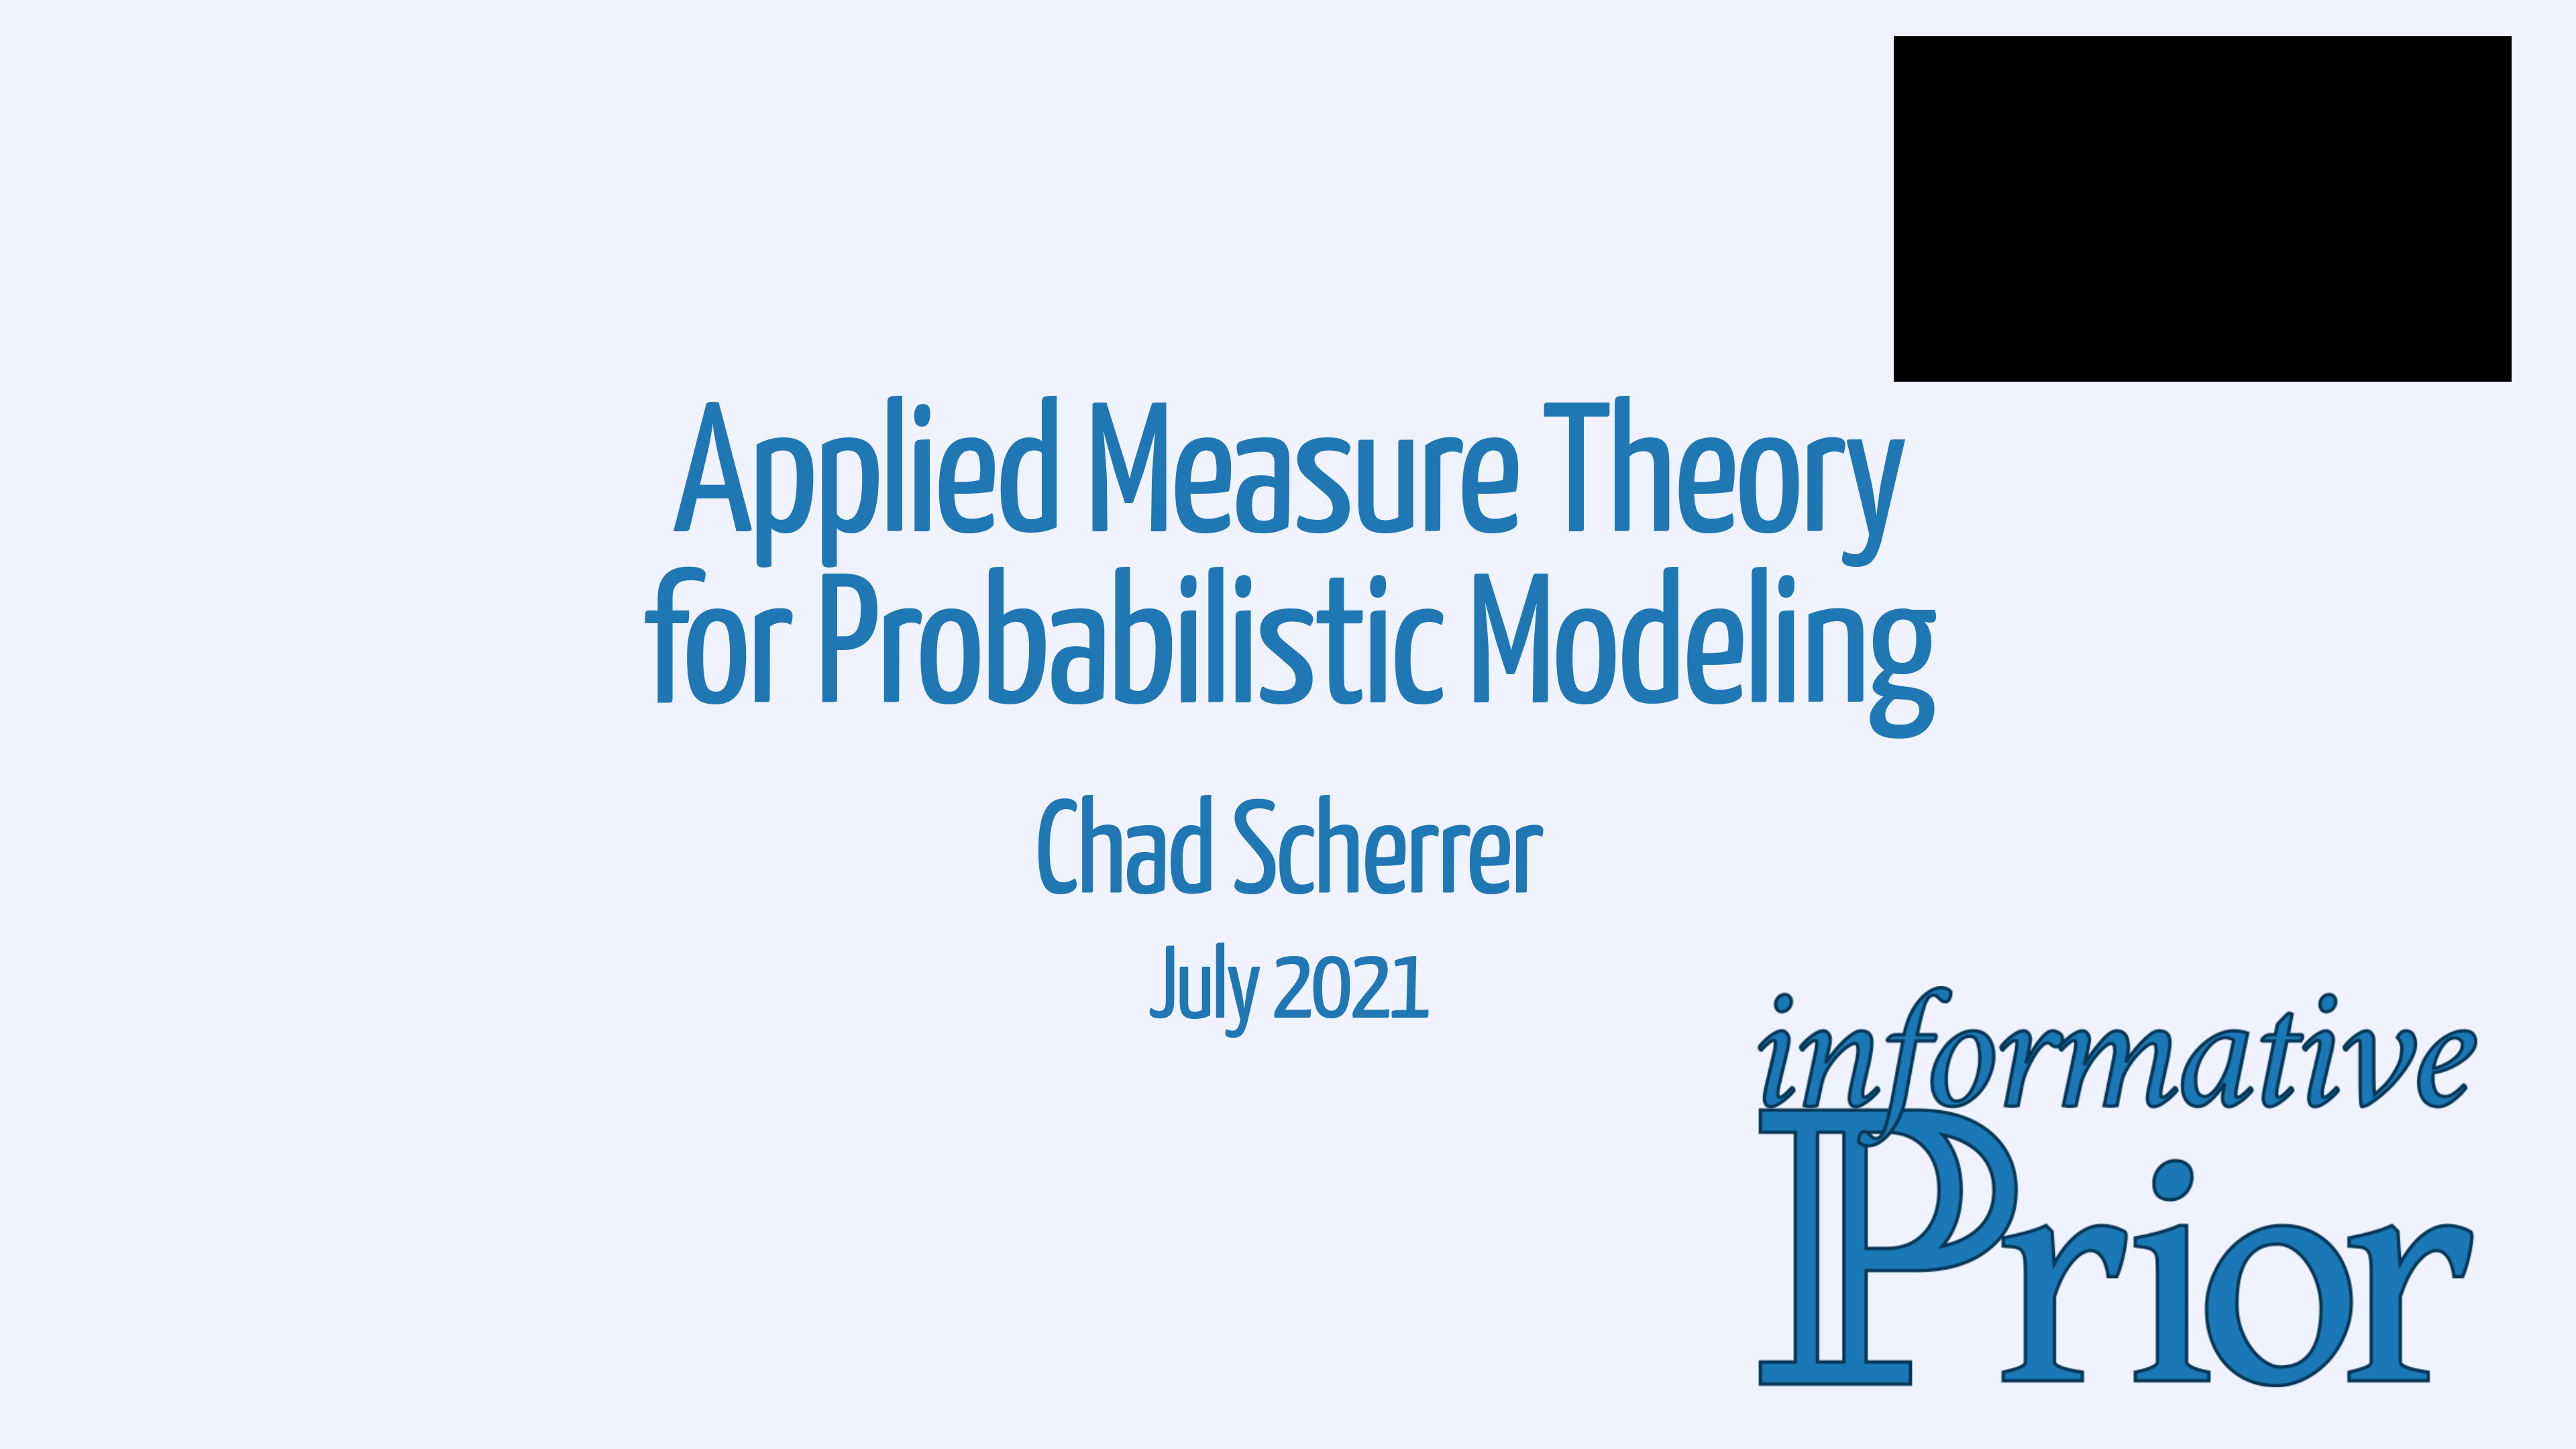 Applied Measure Theory
for Probabilistic Modeling
Chad Scherrer
July 2021
informative
Prior